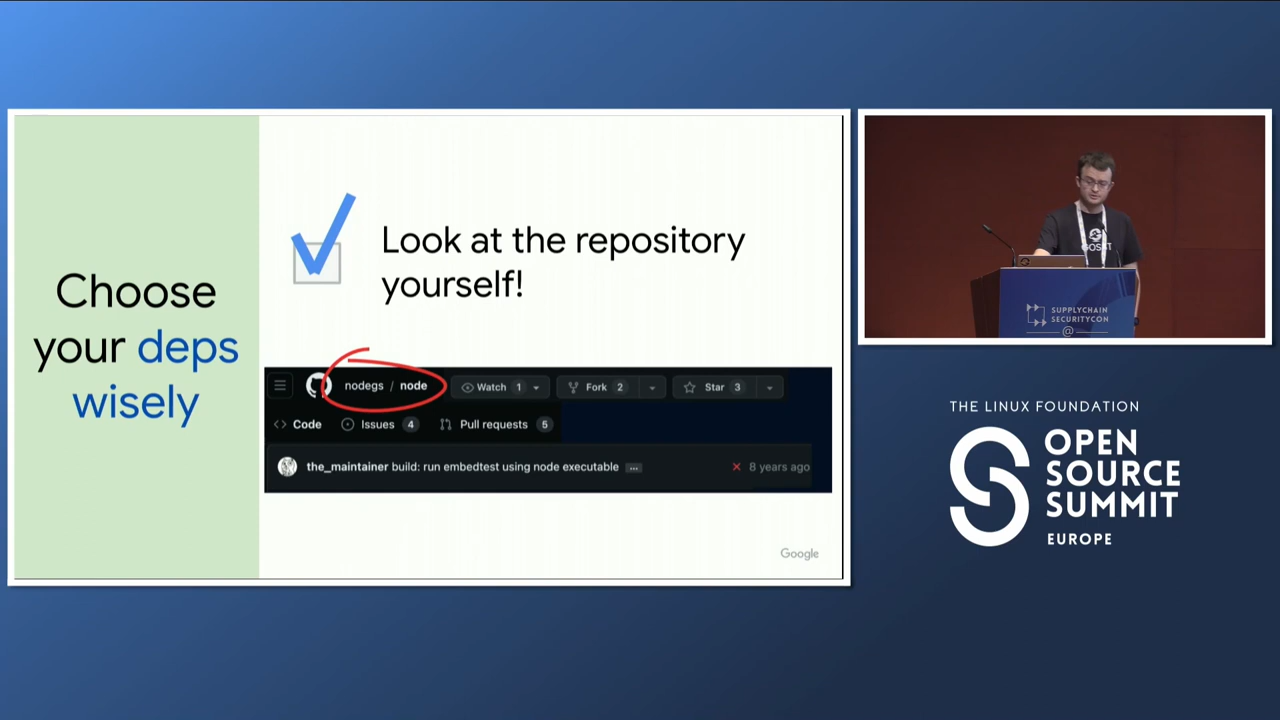 Choose
your deps
wisely
Look at the repository
yourself!
nodegs / node
Watch 1
Fork 2
Star 3
Code
Issues 4
Pull requests 5
the_maintainer build: run embedtest using node executable ...
8 years ago
Google
GOSST
SUPPLYCHAIN
SECURITYCON
@
THE LINUX FOUNDATION
OPEN
SOURCE
SUMMIT
EUROPE